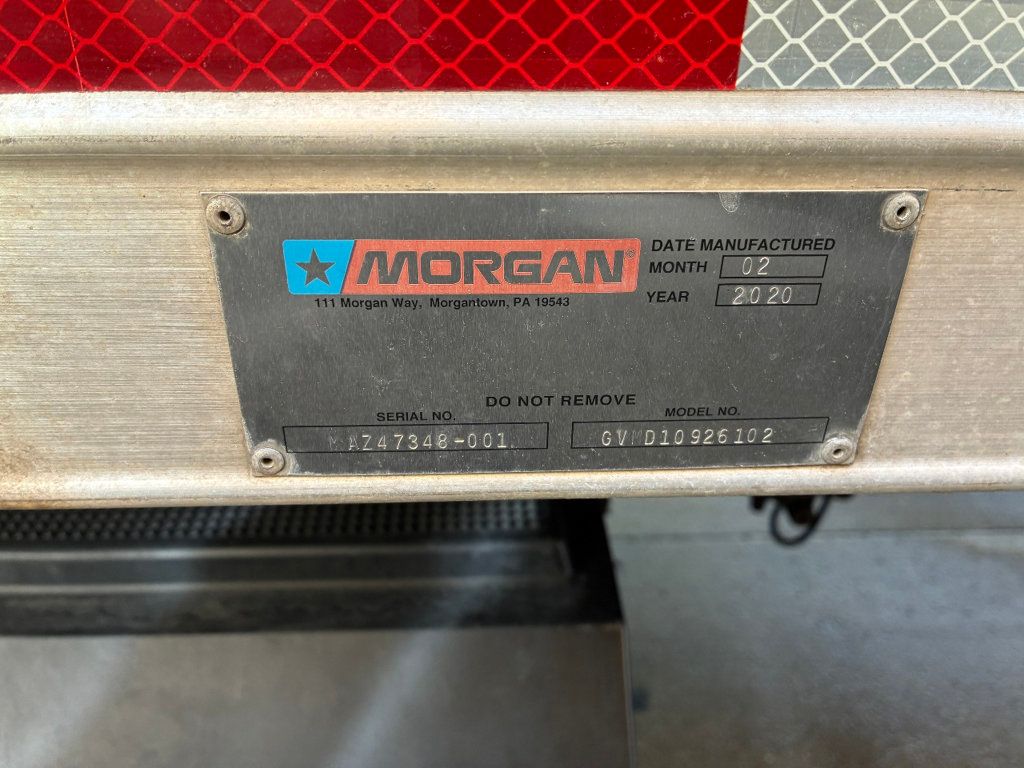 MORGAN®
111 Morgan Way, Morgantown, PA 19543
DATE MANUFACTURED
MONTH 02
YEAR 2020
DO NOT REMOVE
SERIAL NO.
MODEL NO.